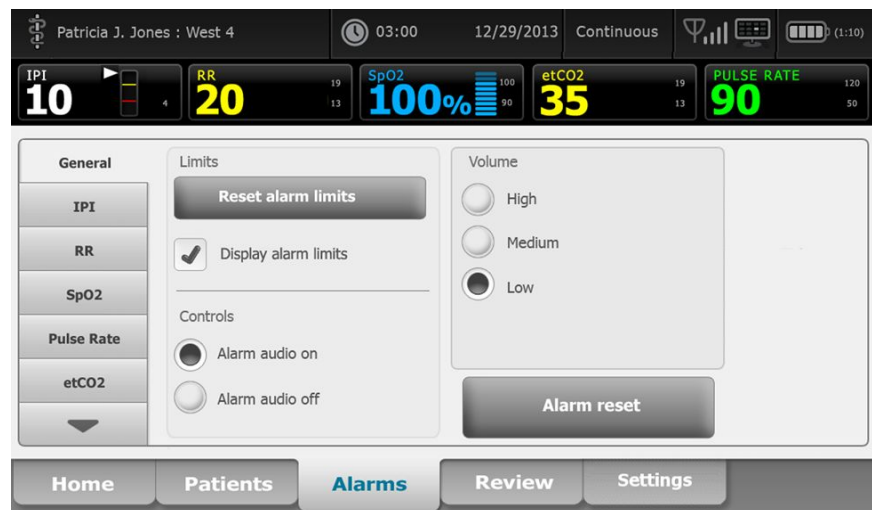 Patricia J. Jones : West 4 03:00 12/29/2013 Continuous (1:10)
IPI 10 4
RR 20 19 13
SpO2 100% 100 90
etCO2 35 19 13
PULSE RATE 90 120 50
General
IPI
RR
SpO2
Pulse Rate
etCO2
Limits
Reset alarm limits
Display alarm limits
Controls
Alarm audio on
Alarm audio off
Volume
High
Medium
Low
Alarm reset
Home Patients Alarms Review Settings